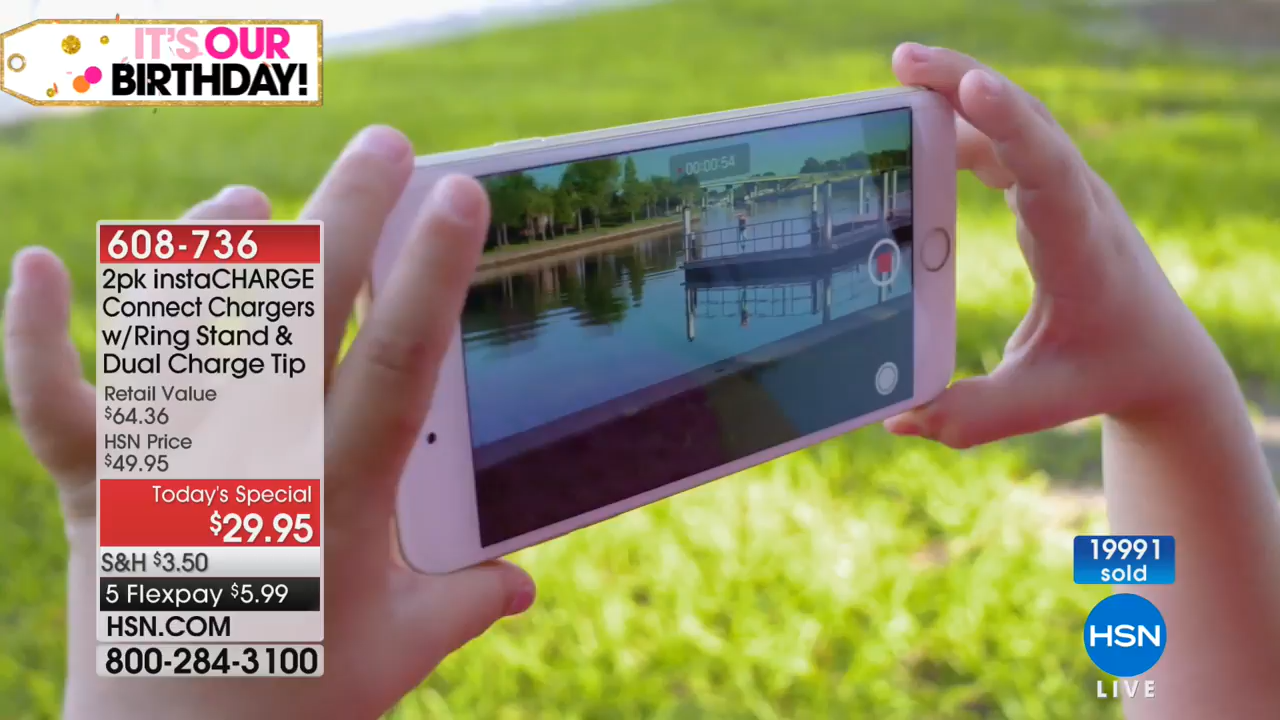 IT'S OUR
BIRTHDAY!
608-736
2pk instaCHARGE
Connect Chargers
w/Ring Stand &
Dual Charge Tip
Retail Value
$64.36
HSN Price
$49.95
Today's Special
$29.95
S&H $3.50
5 Flexpay $5.99
HSN.COM
800-284-3100
00:00:54
19991
sold
HSN
LIVE